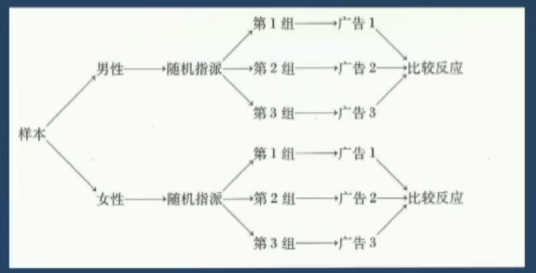 第1组 广告1
男性 随机指派 第2组 广告2 比较反应
第3组 广告3
样本
第1组 广告1
女性 随机指派 第2组 广告2 比较反应
第3组 广告3